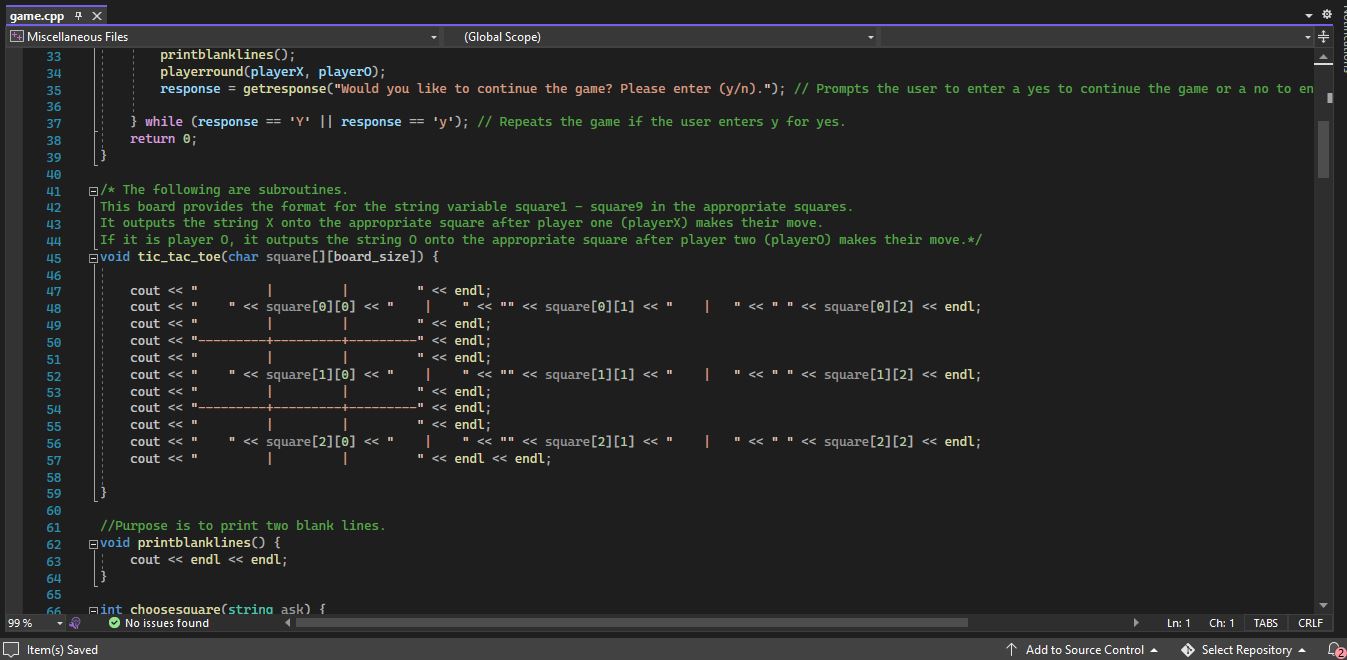 game.cpp
Miscellaneous Files (Global Scope)
33 printblanklines();
34 playerround(playerX, playerO);
35 response = getresponse("Would you like to continue the game? Please enter (y/n)."); // Prompts the user to enter a yes to continue the game or a no to en
36
37 } while (response == 'Y' || response == 'y'); // Repeats the game if the user enters y for yes.
38 return 0;
39 }
40
41 /* The following are subroutines.
42 This board provides the format for the string variable square1 - square9 in the appropriate squares.
43 It outputs the string X onto the appropriate square after player one (playerX) makes their move.
44 If it is player O, it outputs the string O onto the appropriate square after player two (playerO) makes their move.*/
45 void tic_tac_toe(char square[][board_size]) {
46
47 cout << "         |         |         " << endl;
48 cout << "    " << square[0][0] << "    |    " << "" << square[0][1] << "    |   " << " " << square[0][2] << endl;
49 cout << "         |         |         " << endl;
50 cout << "---------+---------+---------" << endl;
51 cout << "         |         |         " << endl;
52 cout << "    " << square[1][0] << "    |    " << "" << square[1][1] << "    |   " << " " << square[1][2] << endl;
53 cout << "         |         |         " << endl;
54 cout << "---------+---------+---------" << endl;
55 cout << "         |         |         " << endl;
56 cout << "    " << square[2][0] << "    |    " << "" << square[2][1] << "    |   " << " " << square[2][2] << endl;
57 cout << "         |         |         " << endl << endl;
58
59 }
60
61 //Purpose is to print two blank lines.
62 void printblanklines() {
63 cout << endl << endl;
64 }
65
66 int choosesquare(string ask) {
99 % No issues found Ln: 1 Ch: 1 TABS CRLF
Item(s) Saved Add to Source Control Select Repository 2